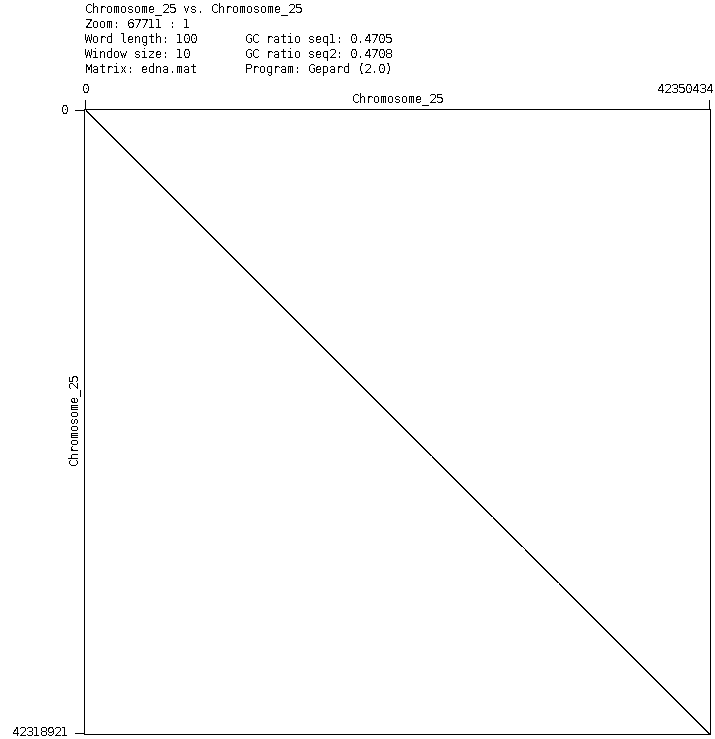 Chromosome_25 vs. Chromosome_25
Zoom: 67711 : 1
Word length: 100 GC ratio seq1: 0.4705
Window size: 10 GC ratio seq2: 0.4708
Matrix: edna.mat Program: Gepard (2.0)
0 42350434
Chromosome_25
0
Chromosome_25
42318921